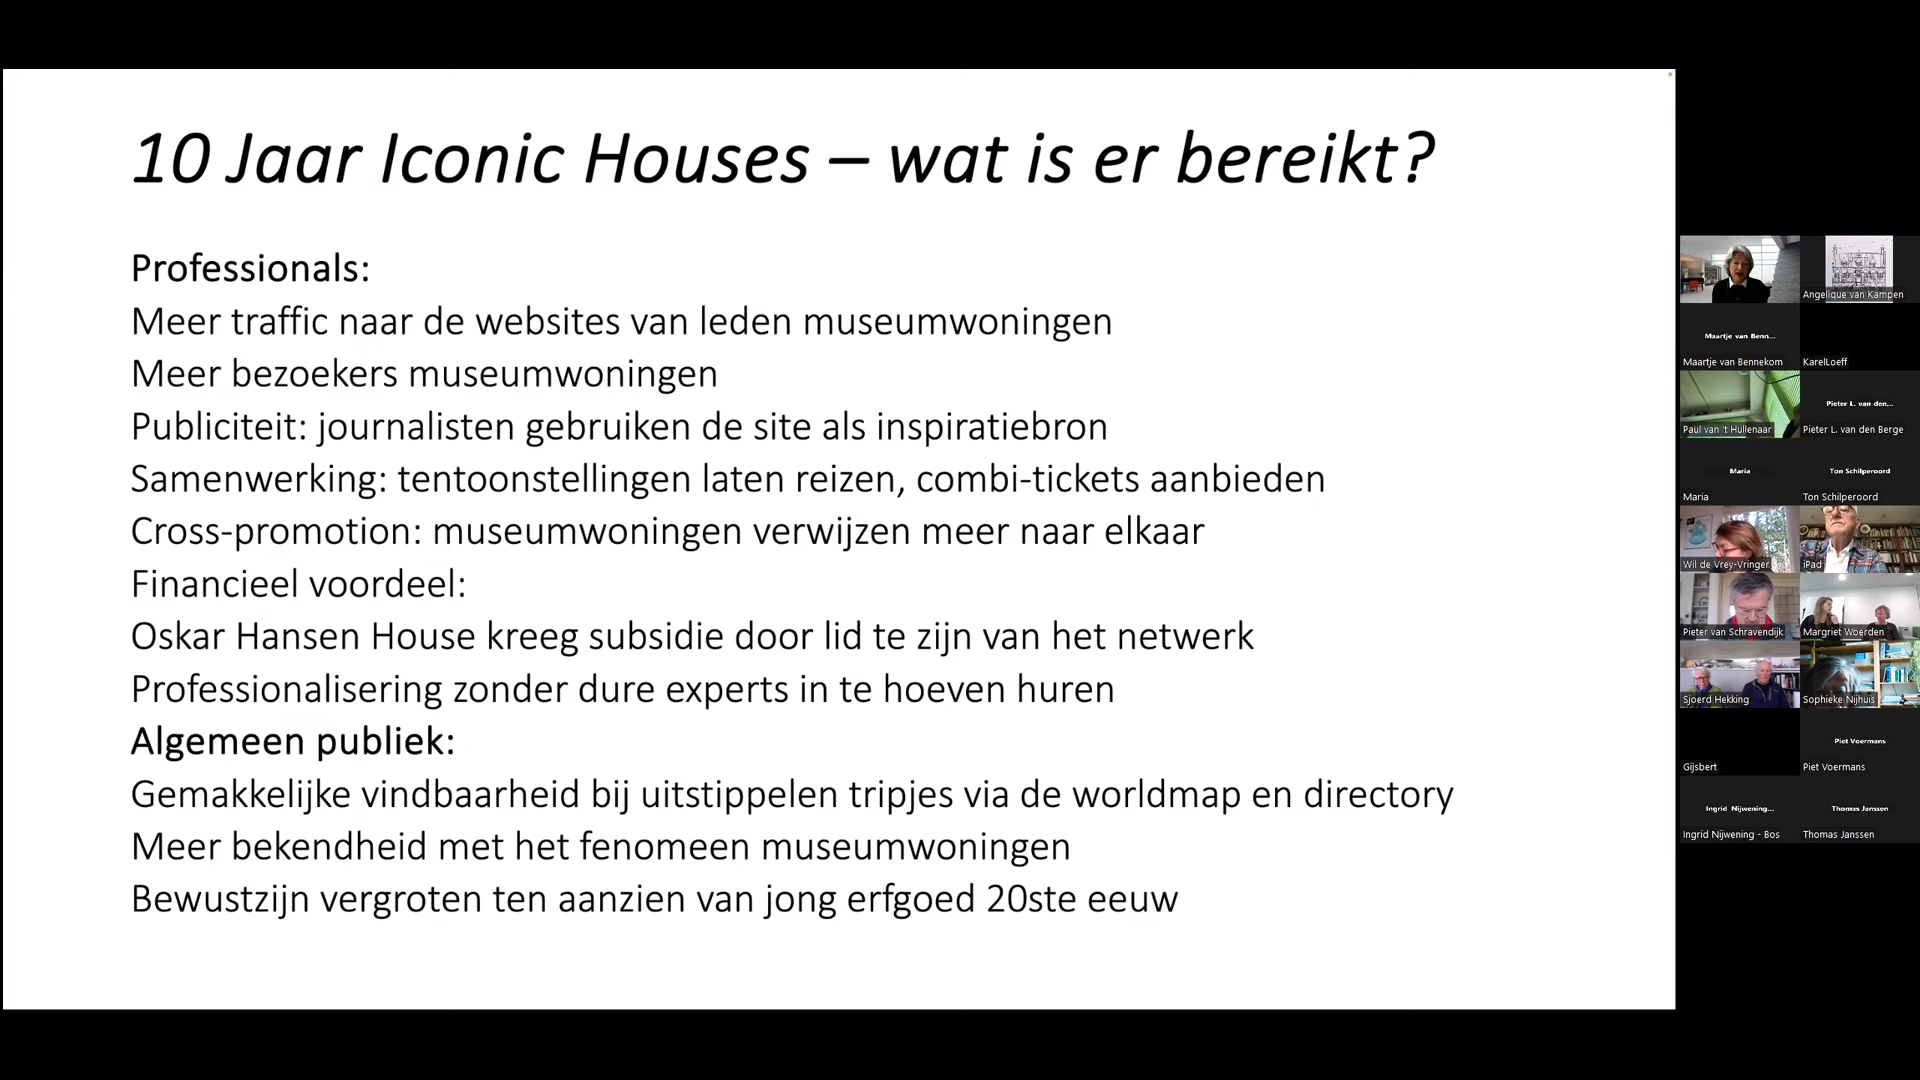 10 Jaar Iconic Houses – wat is er bereikt?
Professionals:
Meer traffic naar de websites van leden museumwoningen
Meer bezoekers museumwoningen
Publiciteit: journalisten gebruiken de site als inspiratiebron
Samenwerking: tentoonstellingen laten reizen, combi-tickets aanbieden
Cross-promotion: museumwoningen verwijzen meer naar elkaar
Financieel voordeel:
Oskar Hansen House kreeg subsidie door lid te zijn van het netwerk
Professionalisering zonder dure experts in te hoeven huren
Algemeen publiek:
Gemakkelijke vindbaarheid bij uitstippelen tripjes via de worldmap en directory
Meer bekendheid met het fenomeen museumwoningen
Bewustzijn vergroten ten aanzien van jong erfgoed 20ste eeuw
Angelique van Kampen
Maartje van Benn...
Maartje van Bennekom
KarelLoeff
Paul van 't Hullenaar
Pieter L. van den...
Pieter L. van den Berge
Maria
Maria
Ton Schilperoord
Ton Schilperoord
Wil de Vrey-Vringer
iPad
Pieter van Schravendijk
Margriet Woerden
Sjoerd Hekking
Sophieke Nijhuis
Gijsbert
Piet Voermans
Piet Voermans
Ingrid Nijwening...
Ingrid Nijwening - Bos
Thomas Janssen
Thomas Janssen